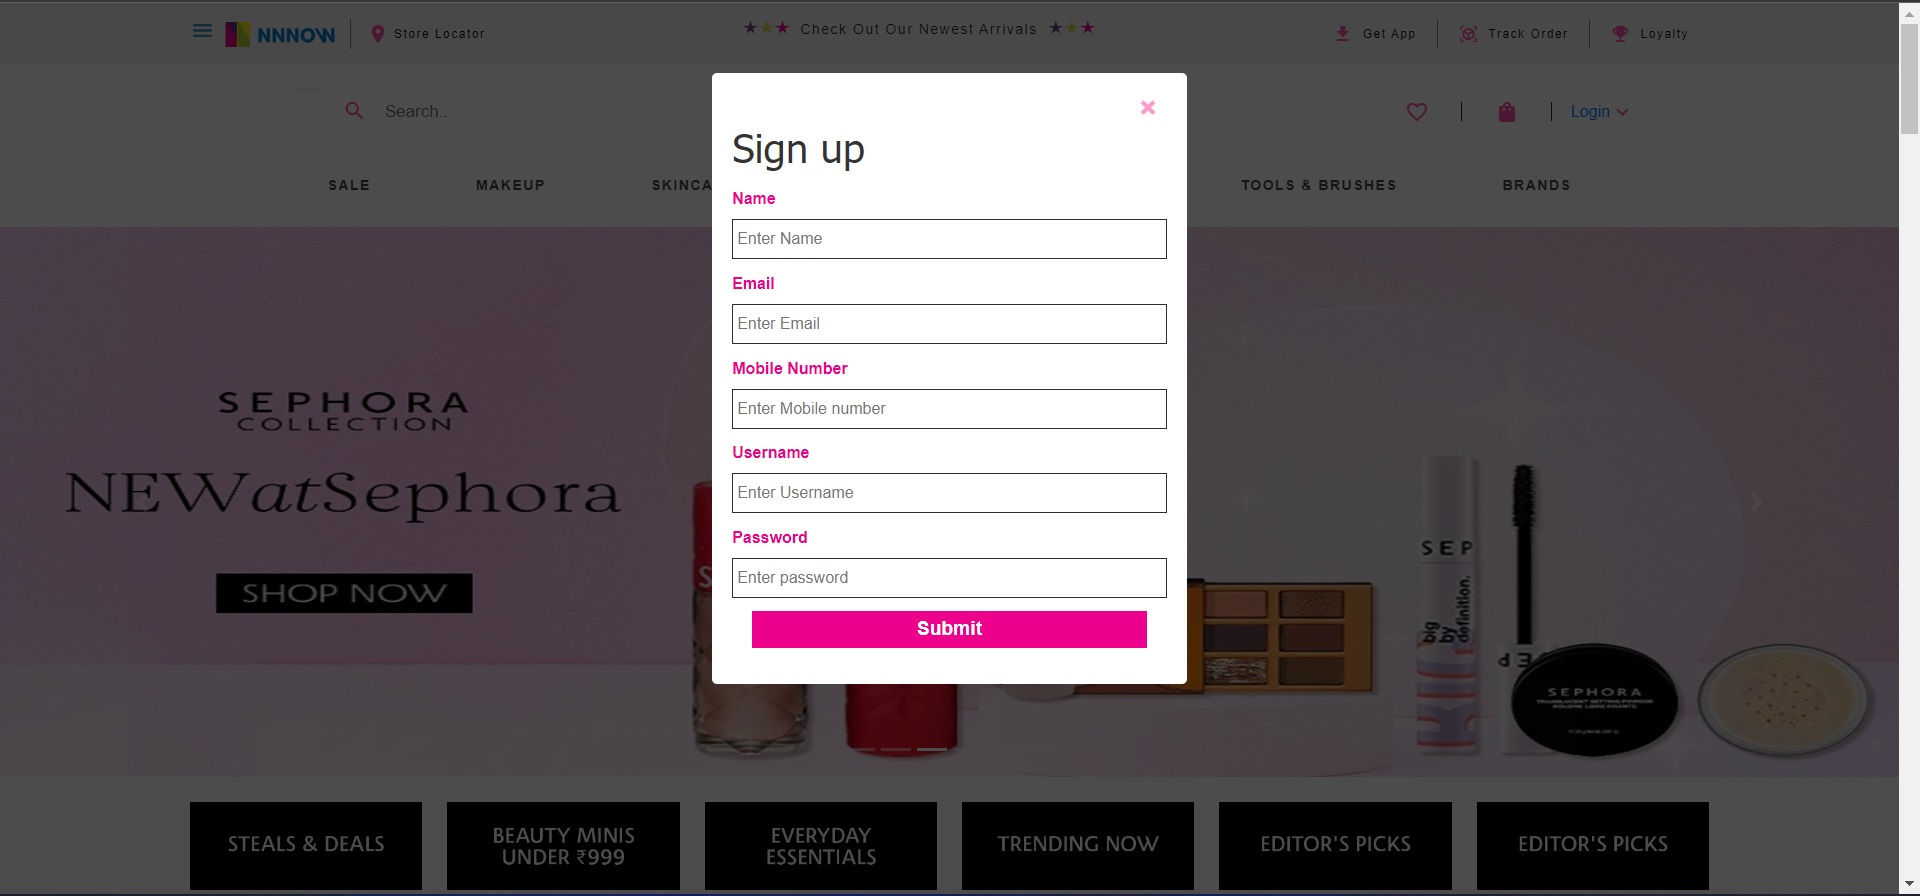 NNNOW
Store Locator
Check Out Our Newest Arrivals
Get App
Track Order
Loyalty
Search..
Login
SALE
MAKEUP
SKINCA
TOOLS & BRUSHES
BRANDS
Sign up
Name
Enter Name
Email
Enter Email
Mobile Number
Enter Mobile number
Username
Enter Username
Password
Enter password
Submit
SEPHORA
COLLECTION
NEWatSephora
SHOP NOW
S
SEP
big
by
definition.
SEPHORA
TRANSLUCENT SETTING POWDER
STEALS & DEALS
BEAUTY MINIS
UNDER ₹999
EVERYDAY
ESSENTIALS
TRENDING NOW
EDITOR'S PICKS
EDITOR'S PICKS